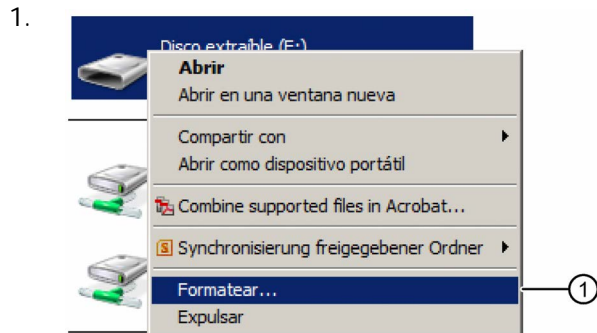 1.
Disco extraíble (E:)
Abrir
Abrir en una ventana nueva
Compartir con
Abrir como dispositivo portátil
Combine supported files in Acrobat...
Synchronisierung freigegebener Ordner
Formatear...
1
Expulsar